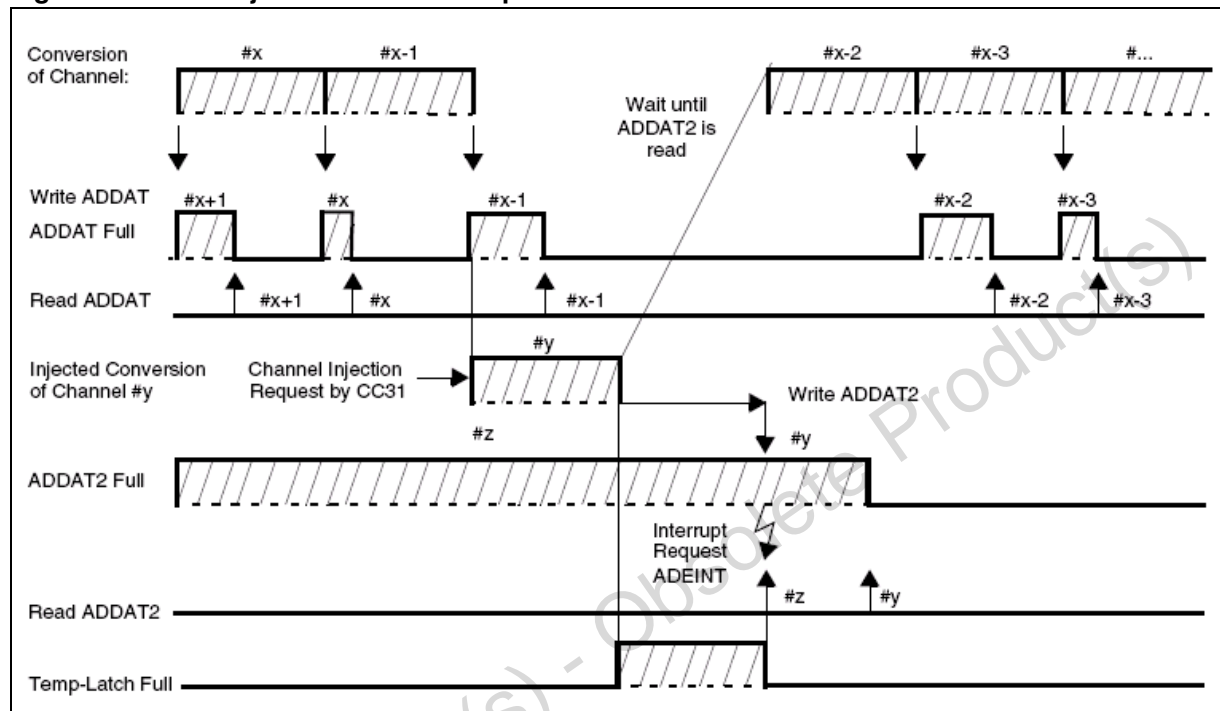 Conversion
of Channel:
#x
#x-1
#x-2
#x-3
#...
Wait until
ADDAT2 is
read
Write ADDAT
ADDAT Full
#x+1
#x
#x-1
#x-2
#x-3
Read ADDAT
#x+1
#x
#x-1
#x-2
#x-3
Injected Conversion
of Channel #y
Channel Injection
Request by CC31
#y
Write ADDAT2
#z
#y
ADDAT2 Full
Interrupt
Request
ADEINT
#z
#y
Read ADDAT2
Temp-Latch Full
(s) - Obsolete Product(s)